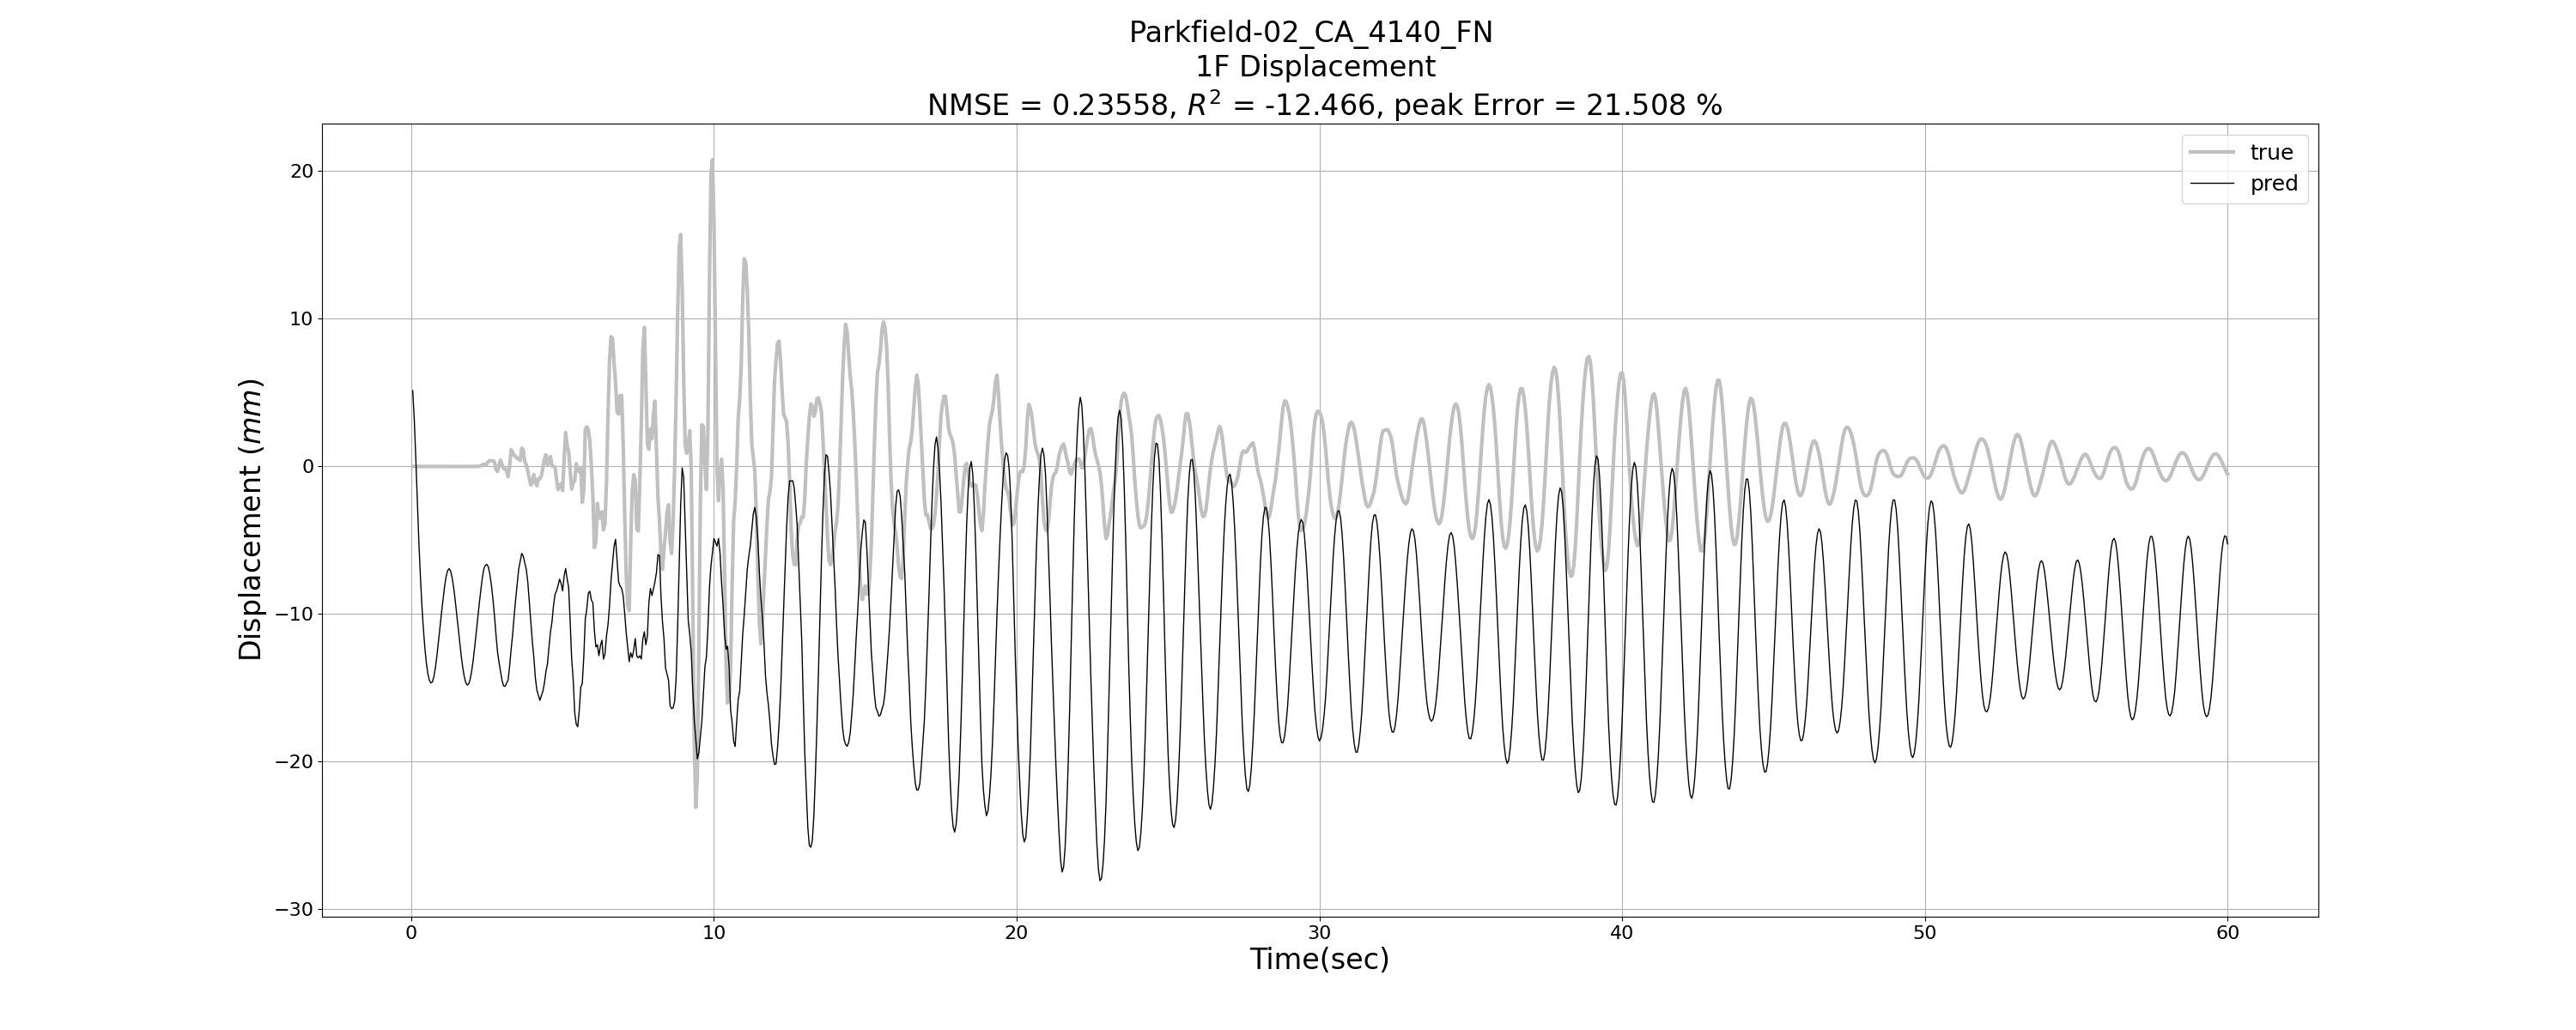 Parkfield-02_CA_4140_FN
1F Displacement
NMSE = 0.23558, R² = -12.466, peak Error = 21.508 %
true
pred
Displacement (mm)
20
10
0
−10
−20
−30
0 10 20 30 40 50 60
Time(sec)